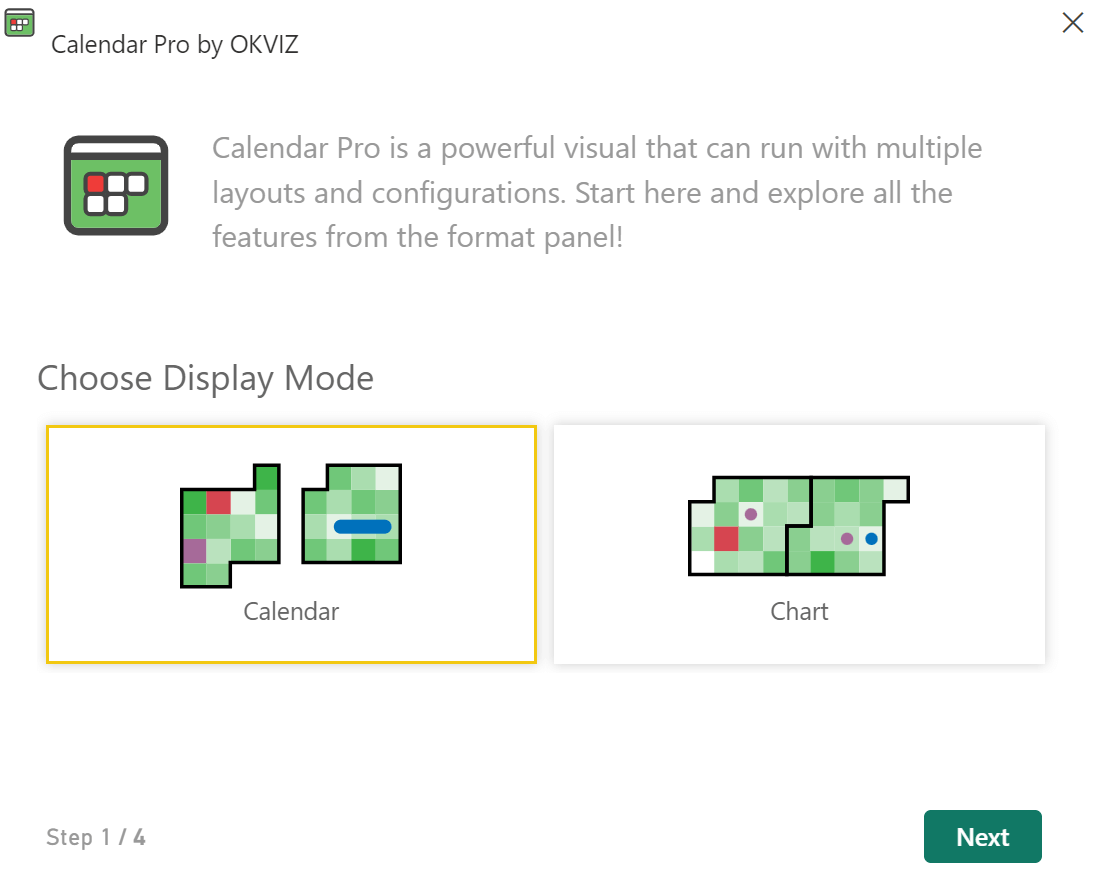 Calendar Pro by OKVIZ
Calendar Pro is a powerful visual that can run with multiple
layouts and configurations. Start here and explore all the
features from the format panel!
Choose Display Mode
Calendar
Chart
Step 1 / 4
Next